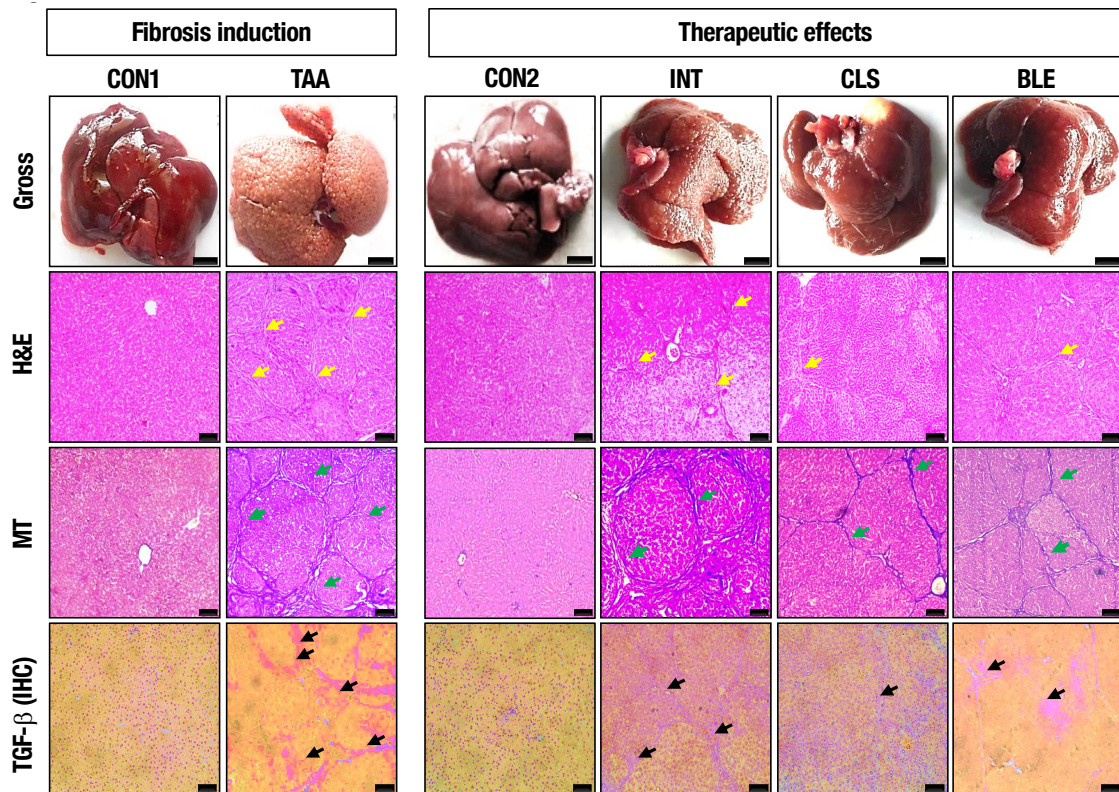 Fibrosis induction
Therapeutic effects
CON1
TAA
CON2
INT
CLS
BLE
Gross
H&E
MT
TGF-β (IHC)